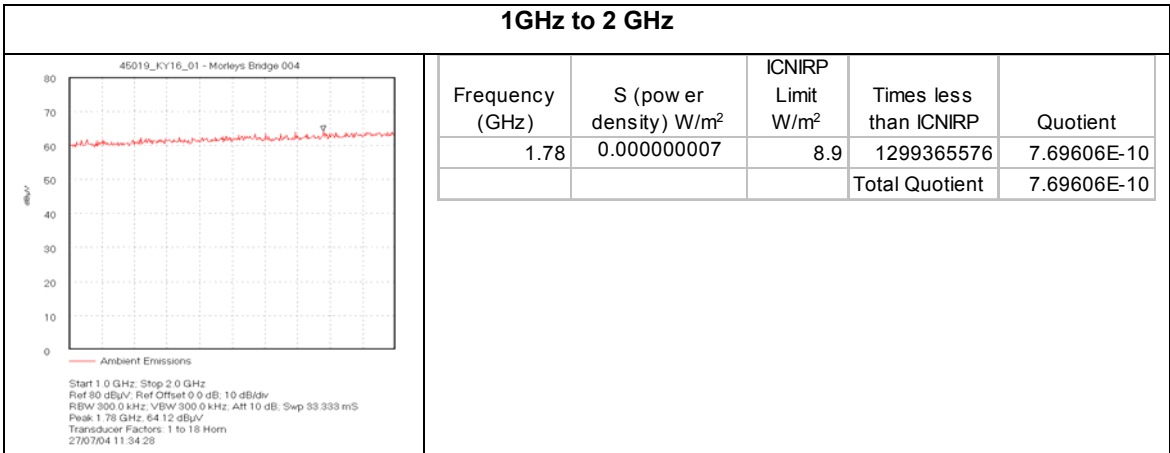 1GHz to 2 GHz
45019_KY16_01 - Morleys Bridge 004
80
70
60
50
40
30
20
10
0
dBµV
Ambient Emissions
Start 1.0 GHz; Stop 2.0 GHz
Ref 80 dBµV; Ref Offset 0.0 dB; 10 dB/div
RBW 300.0 kHz; VBW 300.0 kHz; Att 10 dB; Swp 33.333 mS
Peak 1.78 GHz, 64.12 dBµV
Transducer Factors: 1 to 18 Horn
27/07/04 11:34:28
Frequency (GHz) S (pow er density) W/m² ICNIRP Limit W/m² Times less than ICNIRP Quotient
1.78 0.000000007 8.9 1299365576 7.69606E-10
Total Quotient 7.69606E-10